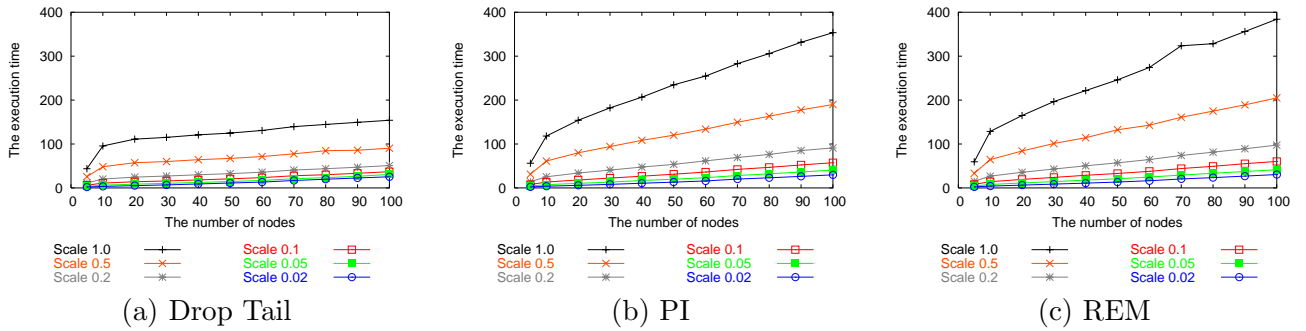 The execution time
400
300
200
100
0
0 10 20 30 40 50 60 70 80 90 100
The number of nodes
Scale 1.0
Scale 0.5
Scale 0.2
Scale 0.1
Scale 0.05
Scale 0.02
(a) Drop Tail
The execution time
400
300
200
100
0
0 10 20 30 40 50 60 70 80 90 100
The number of nodes
Scale 1.0
Scale 0.5
Scale 0.2
Scale 0.1
Scale 0.05
Scale 0.02
(b) PI
The execution time
400
300
200
100
0
0 10 20 30 40 50 60 70 80 90 100
The number of nodes
Scale 1.0
Scale 0.5
Scale 0.2
Scale 0.1
Scale 0.05
Scale 0.02
(c) REM